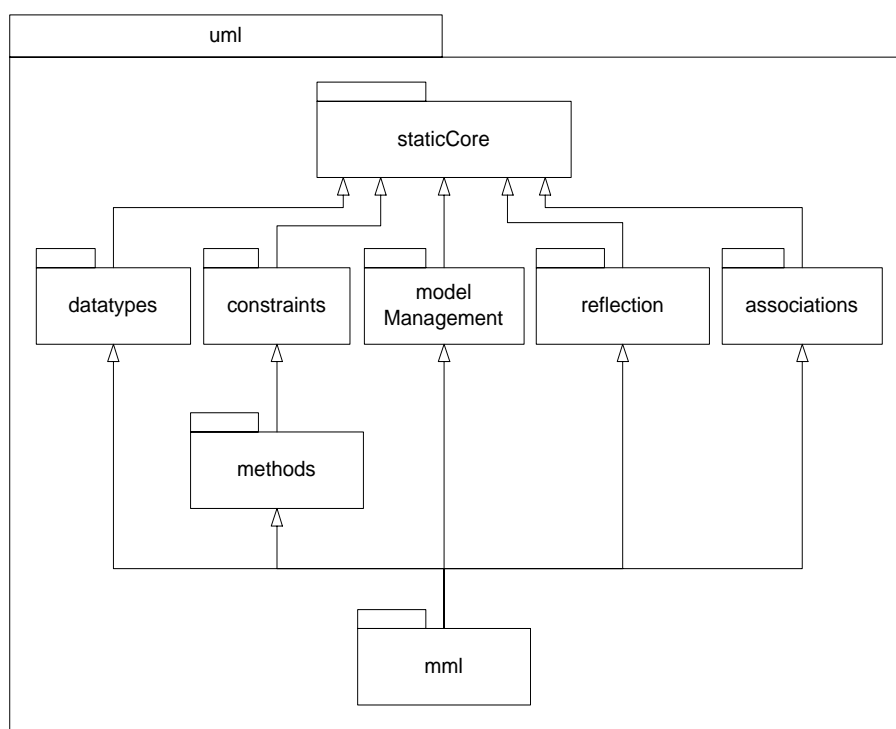 uml
staticCore
datatypes
constraints
model
Management
reflection
associations
methods
mml